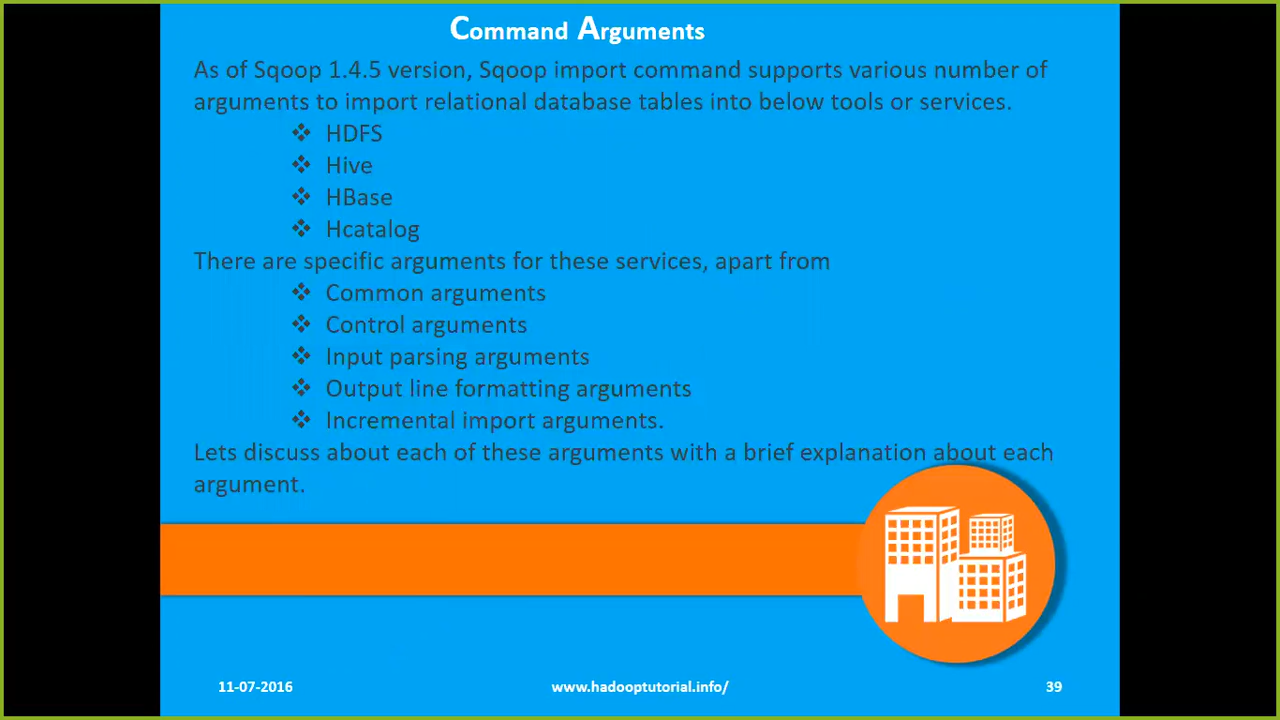 Command Arguments
As of Sqoop 1.4.5 version, Sqoop import command supports various number of
arguments to import relational database tables into below tools or services.
❖ HDFS
❖ Hive
❖ HBase
❖ Hcatalog
There are specific arguments for these services, apart from
❖ Common arguments
❖ Control arguments
❖ Input parsing arguments
❖ Output line formatting arguments
❖ Incremental import arguments.
Lets discuss about each of these arguments with a brief explanation about each
argument.
11-07-2016 www.hadooptutorial.info/ 39